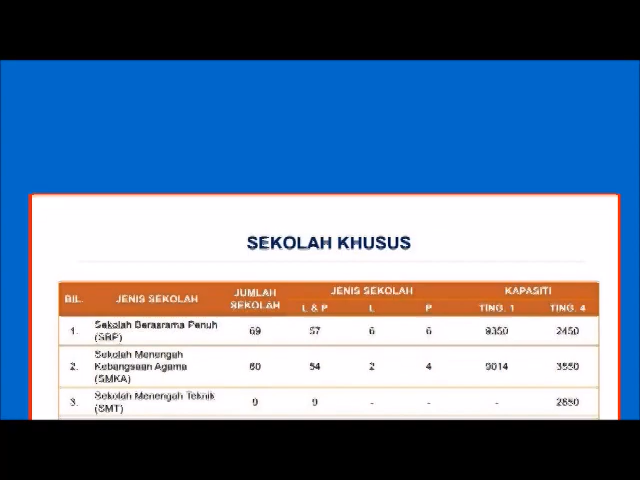 SEKOLAH KHUSUS
BIL. JENIS SEKOLAH JUMLAH SEKOLAH JENIS SEKOLAH KAPASITI
L & P L P TING. 1 TING. 4
1. Sekolah Berasrama Penuh (SBP) 69 57 6 6 9350 2450
2. Sekolah Menengah Kebangsaan Agama (SMKA) 60 54 2 4 9014 3550
3. Sekolah Menengah Teknik (SMT) 9 9 - - - 2850